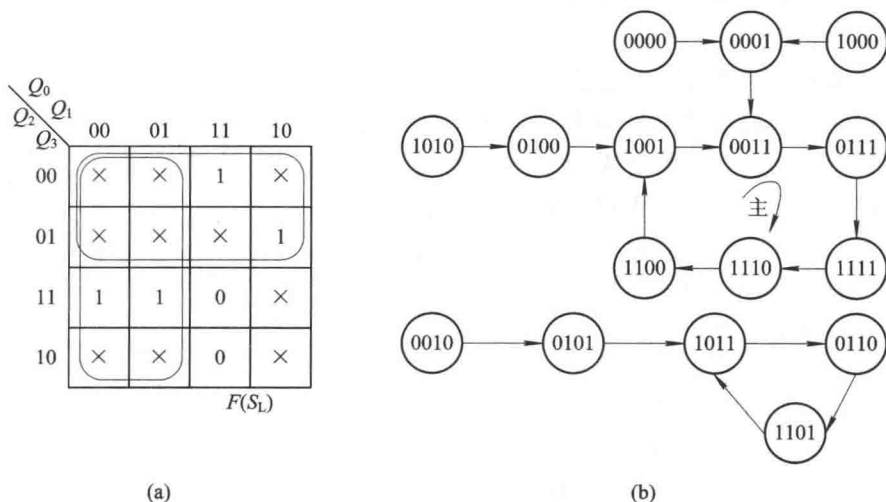 Q₀
Q₁
Q₂
Q₃
00 01 11 10
00 × × 1 ×
01 × × × 1
11 1 1 0 ×
10 × × 0 ×
F(S_L)
(a)
0000 0001 1000
1010 0100 1001 0011 0111
主
1100 1110 1111
0010 0101 1011 0110
1101
(b)